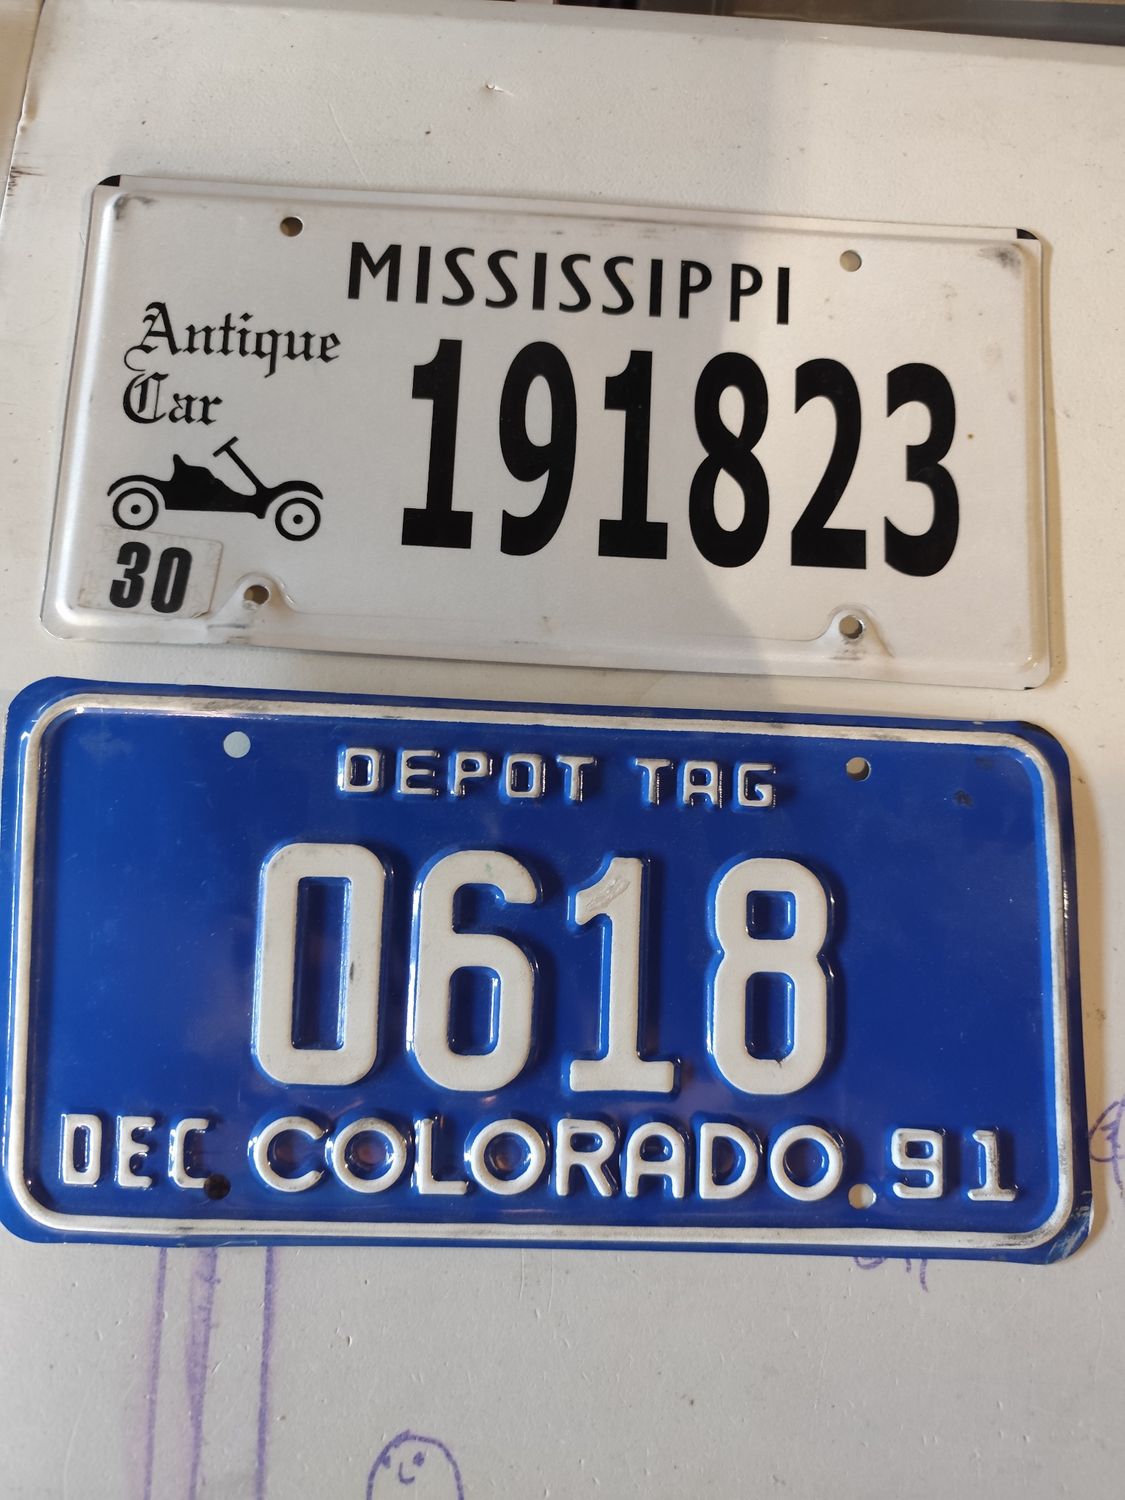 MISSISSIPPI
Antique
Car
191823
30
DEPOT TAG
0618
DEC COLORADO 91